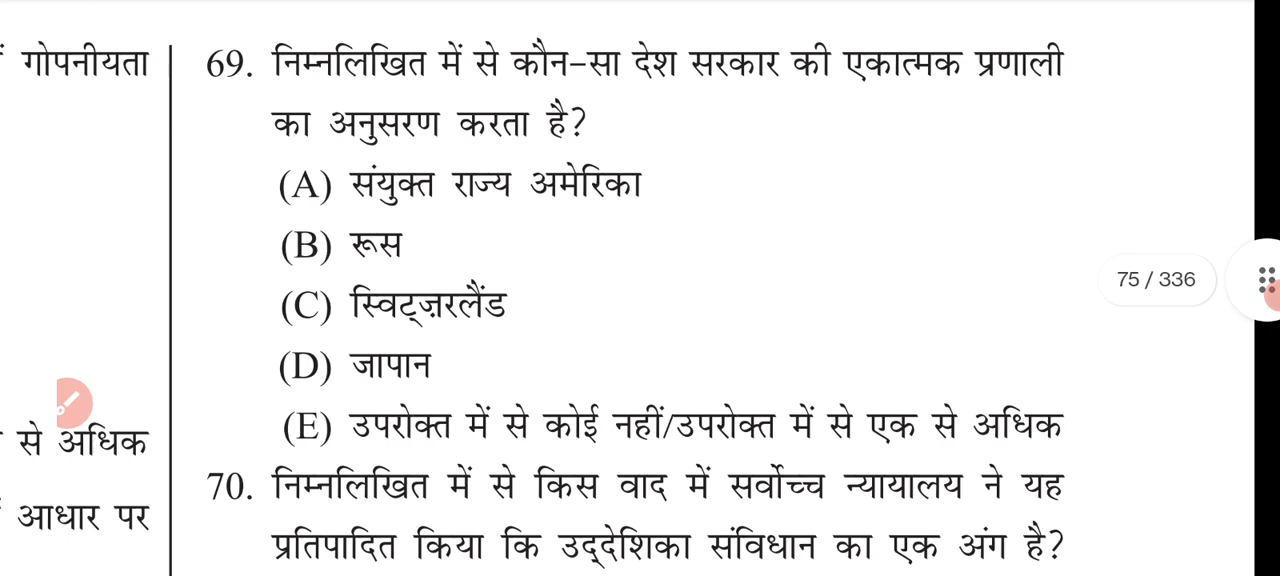 गोपनीयता
69. निम्नलिखित में से कौन-सा देश सरकार की एकात्मक प्रणाली
का अनुसरण करता है?
(A) संयुक्त राज्य अमेरिका
(B) रूस
(C) स्विट्ज़रलैंड
(D) जापान
(E) उपरोक्त में से कोई नहीं/उपरोक्त में से एक से अधिक
70. निम्नलिखित में से किस वाद में सर्वोच्च न्यायालय ने यह
प्रतिपादित किया कि उद्देशिका संविधान का एक अंग है?
से अधिक
आधार पर
75 / 336